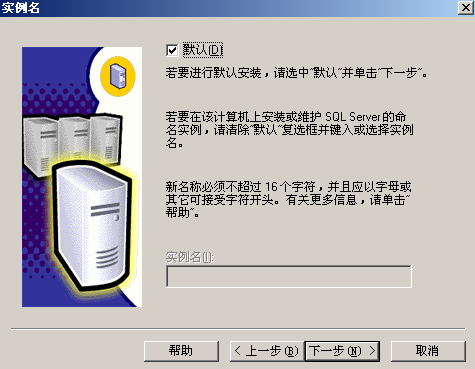 实例名
默认(D)
若要进行默认安装，请选中"默认"并单击"下一步"。
若要在该计算机上安装或维护 SQL Server 的命
名实例，请清除"默认"复选框并键入或选择实例
名。
新名称必须不超过 16 个字符，并且应以字母或
其它可接受字符开头。有关更多信息，请单击"
帮助"。
实例名(I):
帮助
< 上一步(B)
下一步(N) >
取消